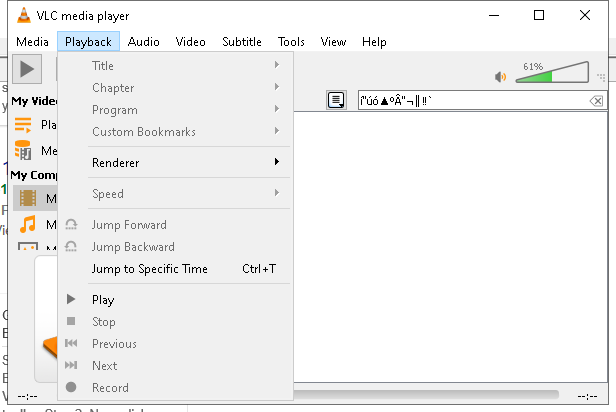 VLC media player
Media Playback Audio Video Subtitle Tools View Help
61%
Title
Chapter
Program
Custom Bookmarks
Renderer
Speed
Jump Forward
Jump Backward
Jump to Specific Time Ctrl+T
Play
Stop
Previous
Next
Record
My Vide
Pla
Me
My Comp
M
M
í"úó▲ºÂ"¬║‼`
--:-- --:--